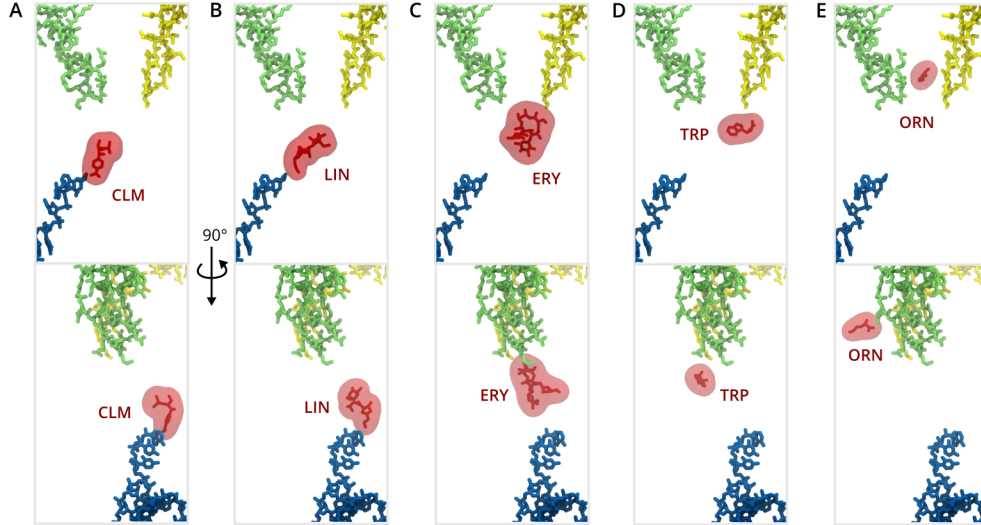 A B C D E
CLM
LIN
ERY
TRP
ORN
90°
CLM
LIN
ERY
TRP
ORN